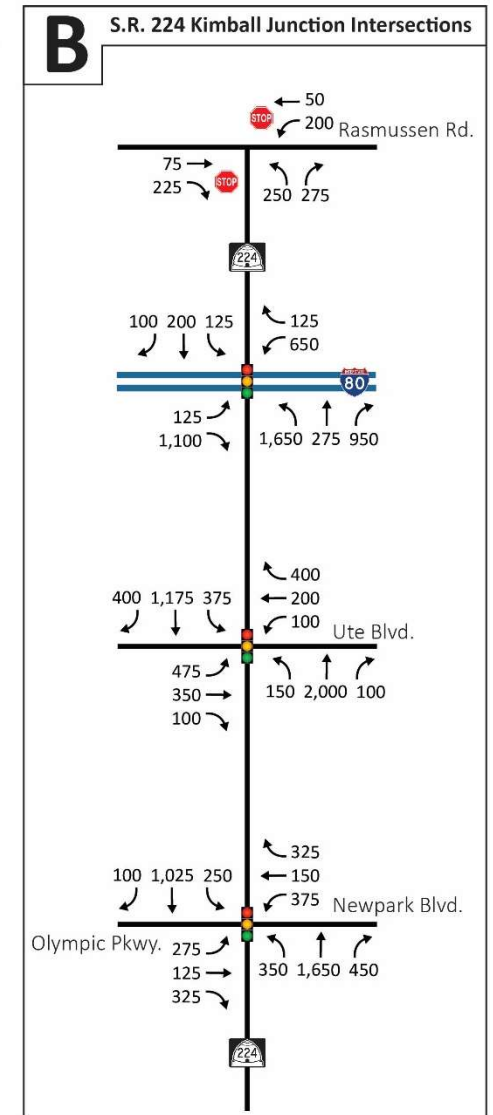 B
S.R. 224 Kimball Junction Intersections
50
STOP
200
Rasmussen Rd.
75
225
STOP
250 275
224
100 200 125
125
650
80
125
1,100
1,650 275 950
400
200
100
400 1,175 375
Ute Blvd.
475
350
100
150 2,000 100
325
150
375
100 1,025 250
Newpark Blvd.
Olympic Pkwy.
275
125
325
350 1,650 450
224